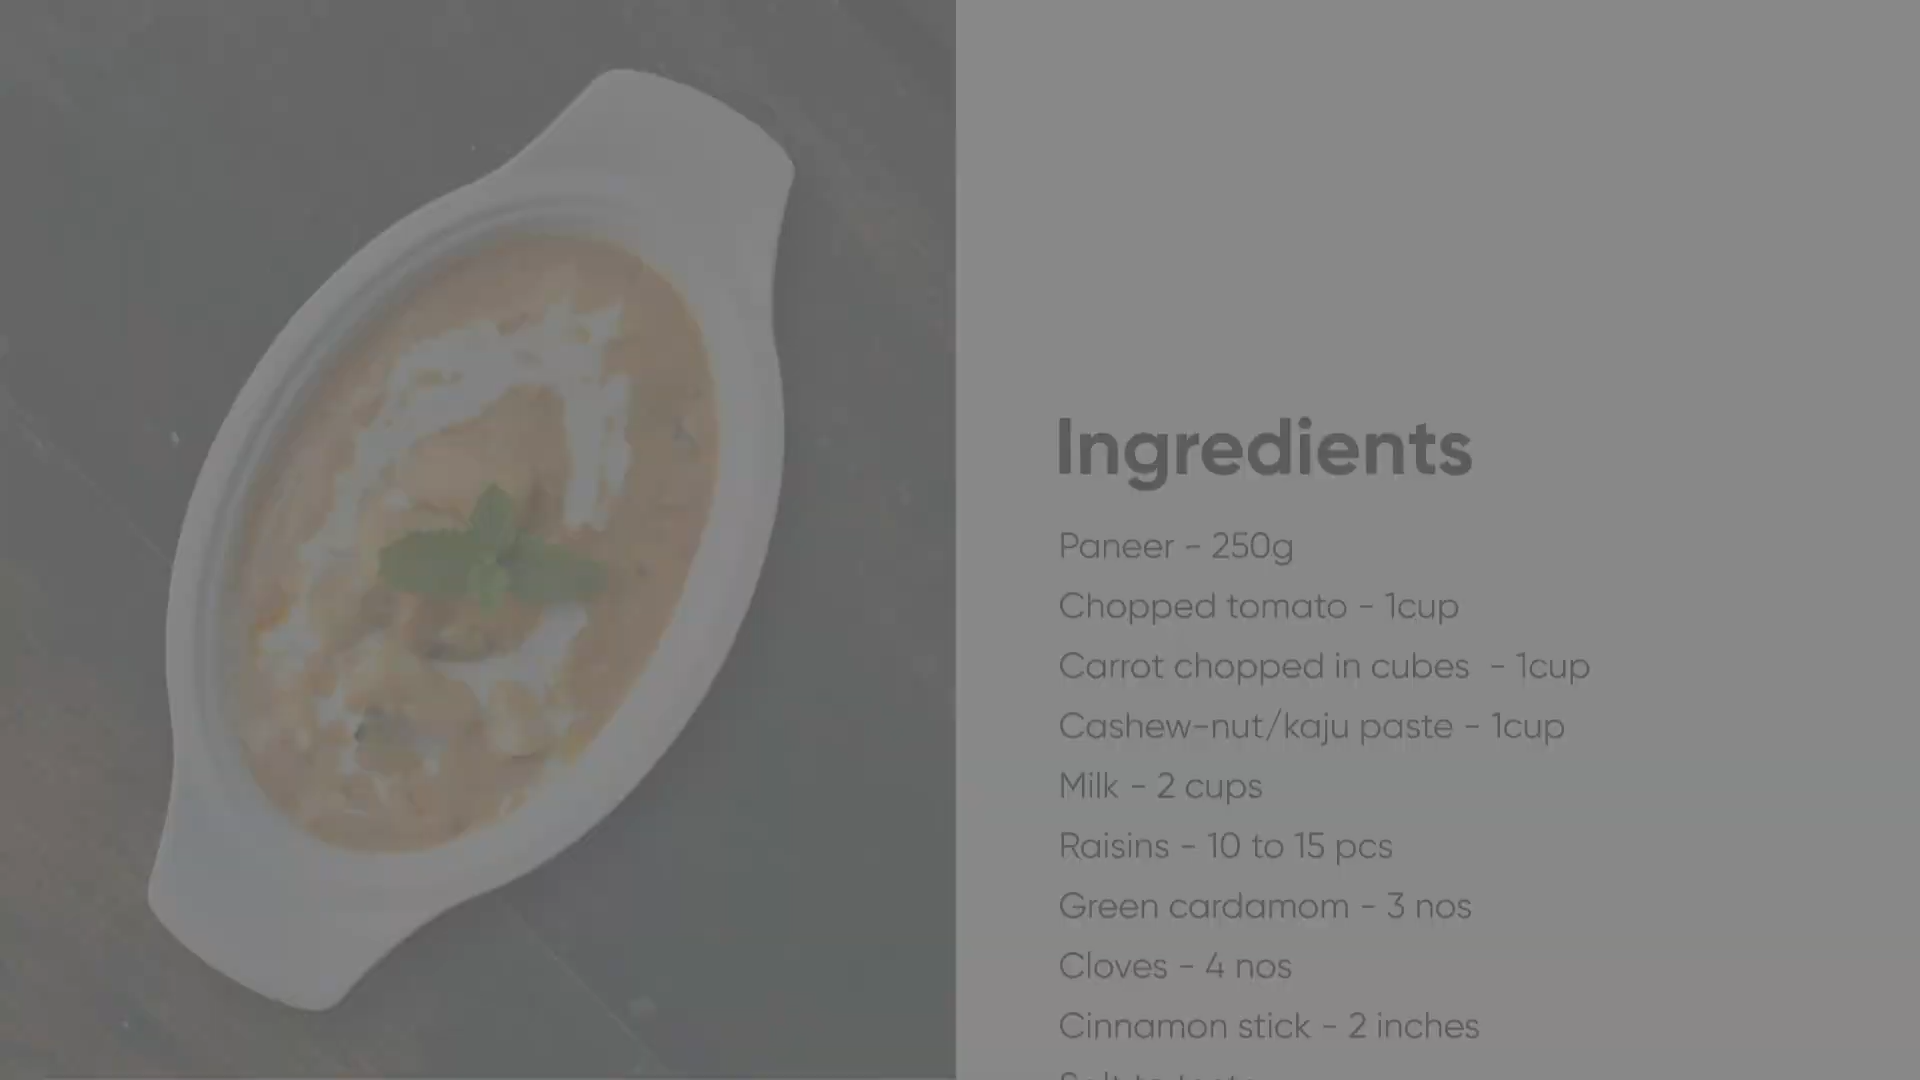 Ingredients
Paneer - 250g
Chopped tomato - 1cup
Carrot chopped in cubes - 1cup
Cashew-nut/kaju paste - 1cup
Milk - 2 cups
Raisins - 10 to 15 pcs
Green cardamom - 3 nos
Cloves - 4 nos
Cinnamon stick - 2 inches